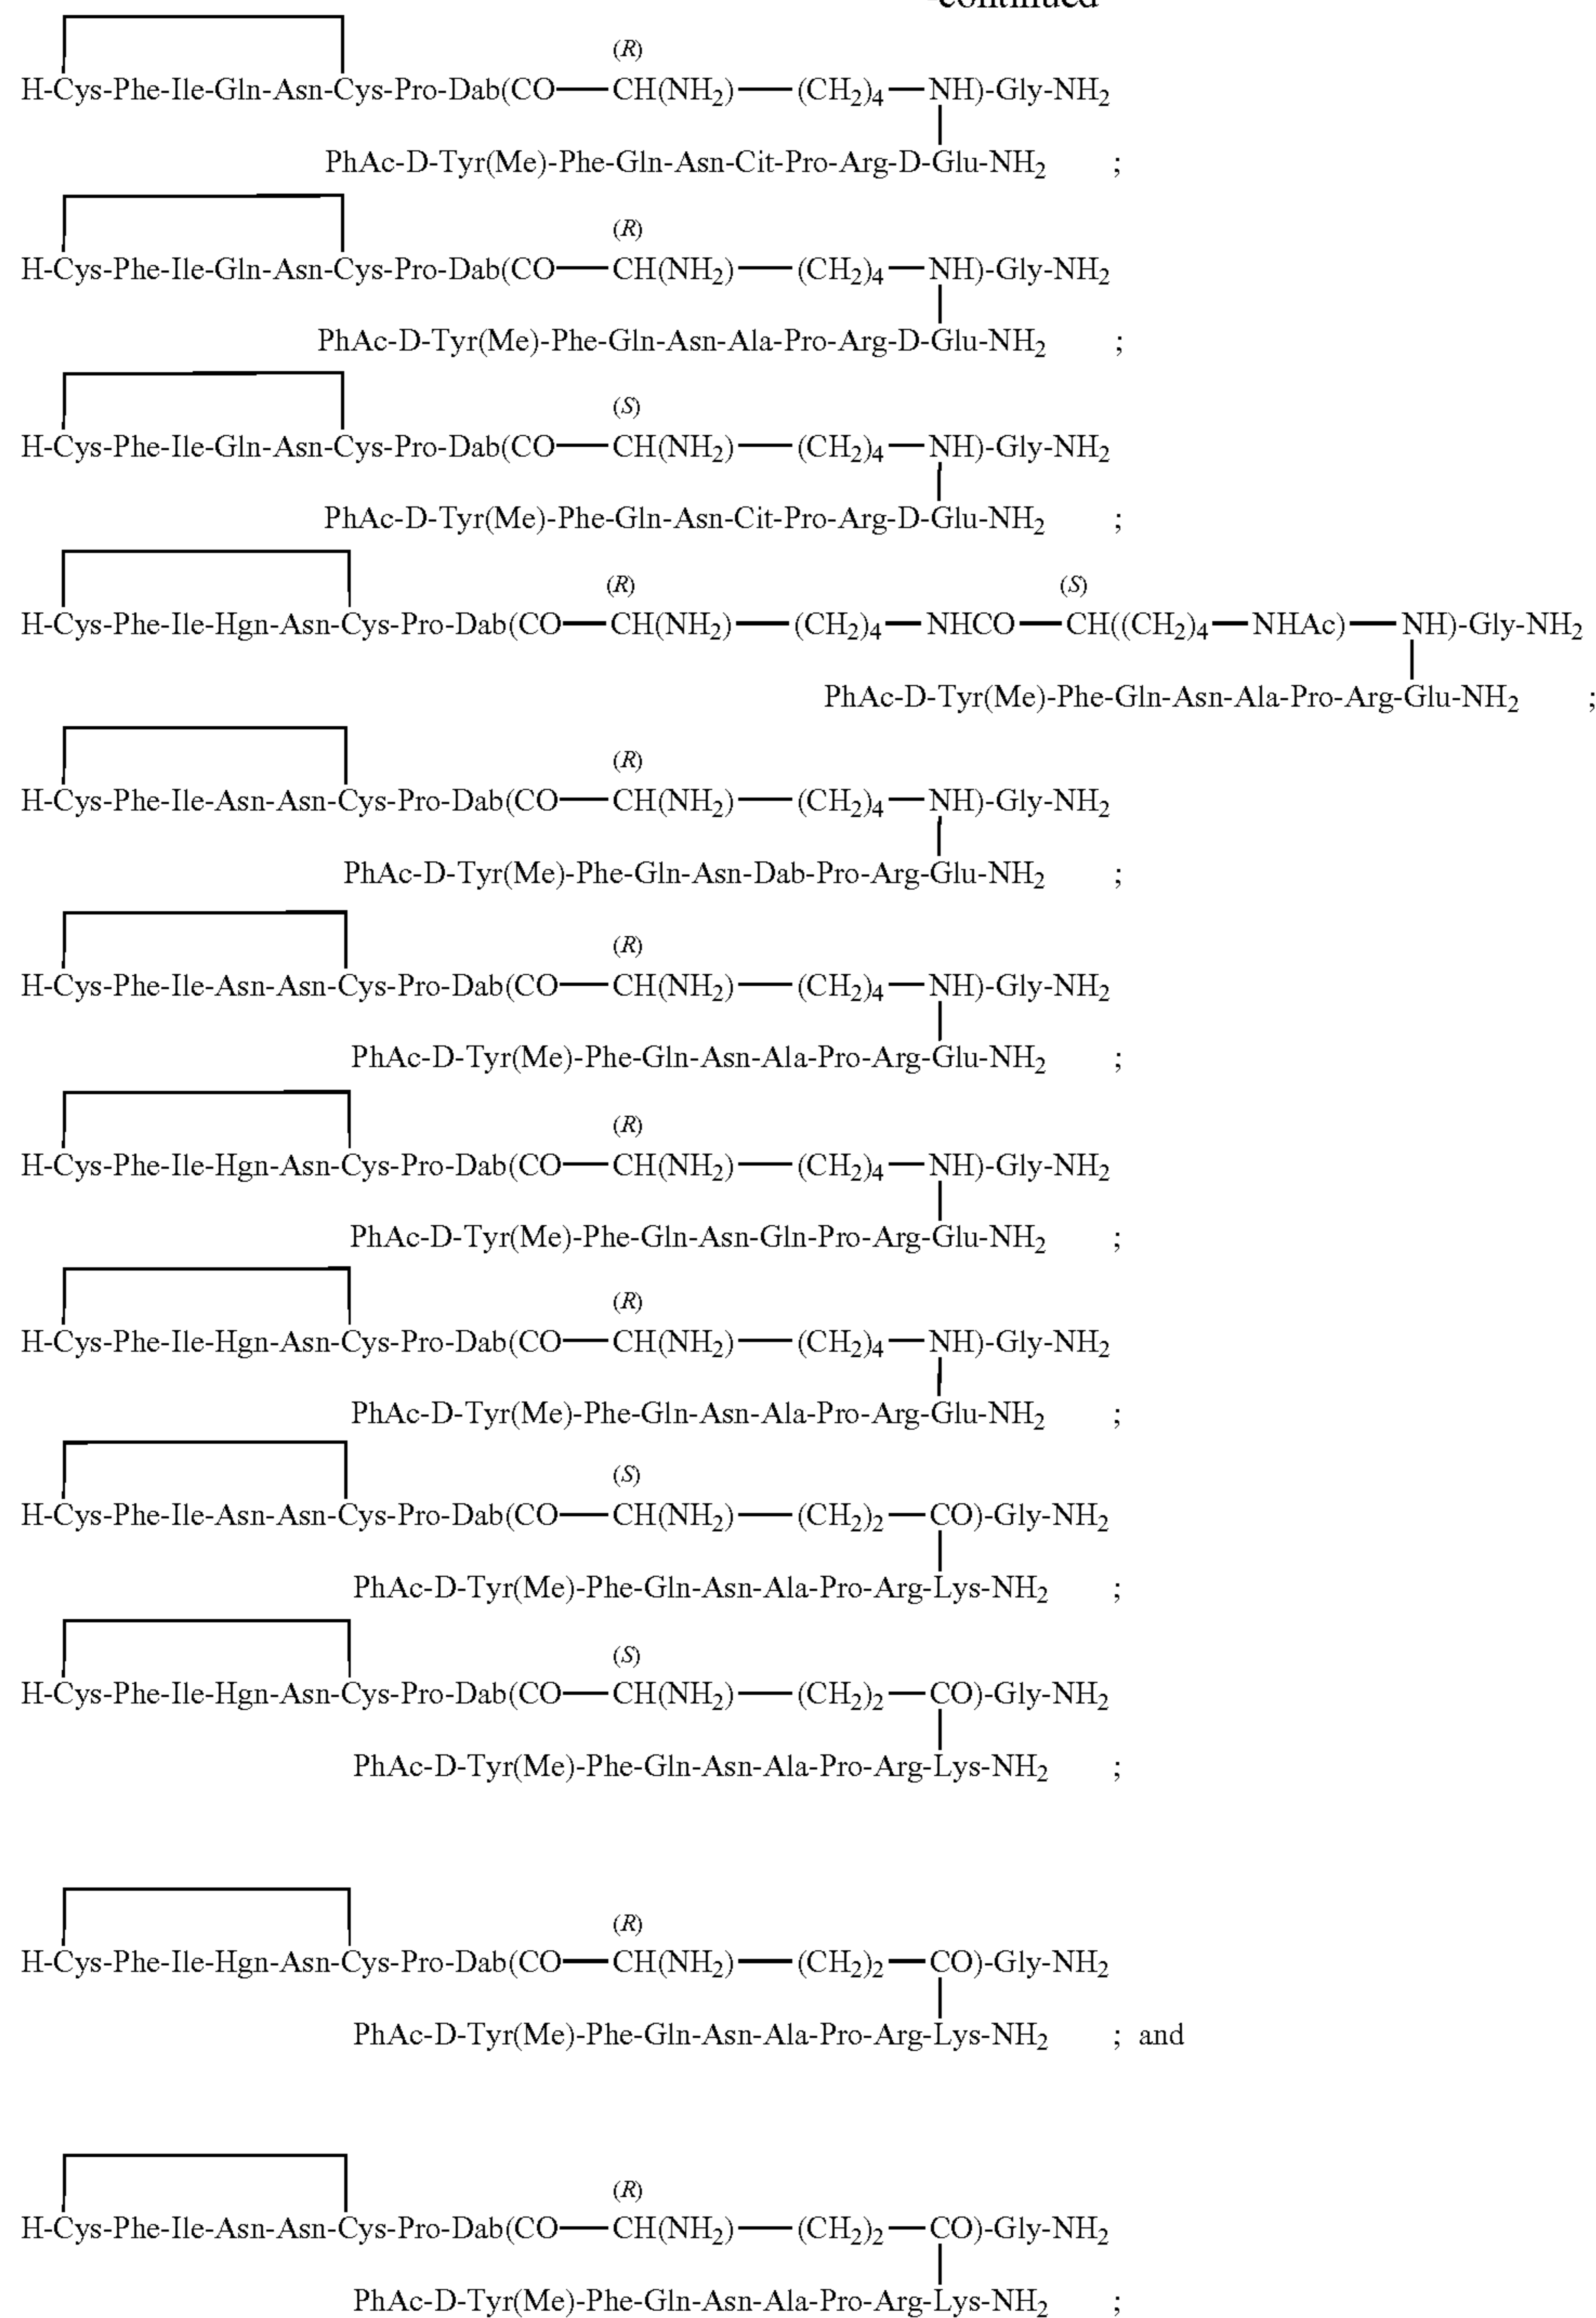 -continued
(R)
H-Cys-Phe-Ile-Gln-Asn-Cys-Pro-Dab(CO—CH(NH₂)—(CH₂)₄—NH)-Gly-NH₂
PhAc-D-Tyr(Me)-Phe-Gln-Asn-Cit-Pro-Arg-D-Glu-NH₂ ;
(R)
H-Cys-Phe-Ile-Gln-Asn-Cys-Pro-Dab(CO—CH(NH₂)—(CH₂)₄—NH)-Gly-NH₂
PhAc-D-Tyr(Me)-Phe-Gln-Asn-Ala-Pro-Arg-D-Glu-NH₂ ;
(S)
H-Cys-Phe-Ile-Gln-Asn-Cys-Pro-Dab(CO—CH(NH₂)—(CH₂)₄—NH)-Gly-NH₂
PhAc-D-Tyr(Me)-Phe-Gln-Asn-Cit-Pro-Arg-D-Glu-NH₂ ;
(R) (S)
H-Cys-Phe-Ile-Hgn-Asn-Cys-Pro-Dab(CO—CH(NH₂)—(CH₂)₄—NHCO—CH((CH₂)₄—NHAc)—NH)-Gly-NH₂
PhAc-D-Tyr(Me)-Phe-Gln-Asn-Ala-Pro-Arg-Glu-NH₂ ;
(R)
H-Cys-Phe-Ile-Asn-Asn-Cys-Pro-Dab(CO—CH(NH₂)—(CH₂)₄—NH)-Gly-NH₂
PhAc-D-Tyr(Me)-Phe-Gln-Asn-Dab-Pro-Arg-Glu-NH₂ ;
(R)
H-Cys-Phe-Ile-Asn-Asn-Cys-Pro-Dab(CO—CH(NH₂)—(CH₂)₄—NH)-Gly-NH₂
PhAc-D-Tyr(Me)-Phe-Gln-Asn-Ala-Pro-Arg-Glu-NH₂ ;
(R)
H-Cys-Phe-Ile-Hgn-Asn-Cys-Pro-Dab(CO—CH(NH₂)—(CH₂)₄—NH)-Gly-NH₂
PhAc-D-Tyr(Me)-Phe-Gln-Asn-Gln-Pro-Arg-Glu-NH₂ ;
(R)
H-Cys-Phe-Ile-Hgn-Asn-Cys-Pro-Dab(CO—CH(NH₂)—(CH₂)₄—NH)-Gly-NH₂
PhAc-D-Tyr(Me)-Phe-Gln-Asn-Ala-Pro-Arg-Glu-NH₂ ;
(S)
H-Cys-Phe-Ile-Asn-Asn-Cys-Pro-Dab(CO—CH(NH₂)—(CH₂)₂—CO)-Gly-NH₂
PhAc-D-Tyr(Me)-Phe-Gln-Asn-Ala-Pro-Arg-Lys-NH₂ ;
(S)
H-Cys-Phe-Ile-Hgn-Asn-Cys-Pro-Dab(CO—CH(NH₂)—(CH₂)₂—CO)-Gly-NH₂
PhAc-D-Tyr(Me)-Phe-Gln-Asn-Ala-Pro-Arg-Lys-NH₂ ;
(R)
H-Cys-Phe-Ile-Hgn-Asn-Cys-Pro-Dab(CO—CH(NH₂)—(CH₂)₂—CO)-Gly-NH₂
PhAc-D-Tyr(Me)-Phe-Gln-Asn-Ala-Pro-Arg-Lys-NH₂ ; and
(R)
H-Cys-Phe-Ile-Asn-Asn-Cys-Pro-Dab(CO—CH(NH₂)—(CH₂)₂—CO)-Gly-NH₂
PhAc-D-Tyr(Me)-Phe-Gln-Asn-Ala-Pro-Arg-Lys-NH₂ ;